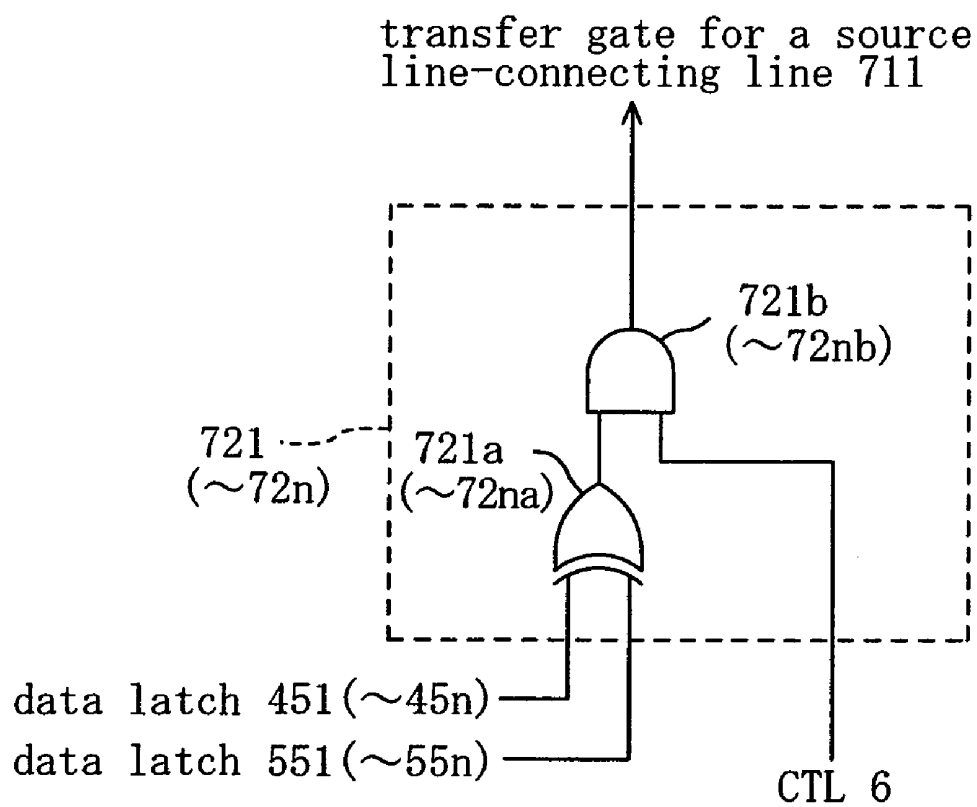 transfer gate for a source
line-connecting line 711
721b
(~72nb)
721
(~72n)
721a
(~72na)
data latch 451(~45n)
data latch 551(~55n)
CTL 6